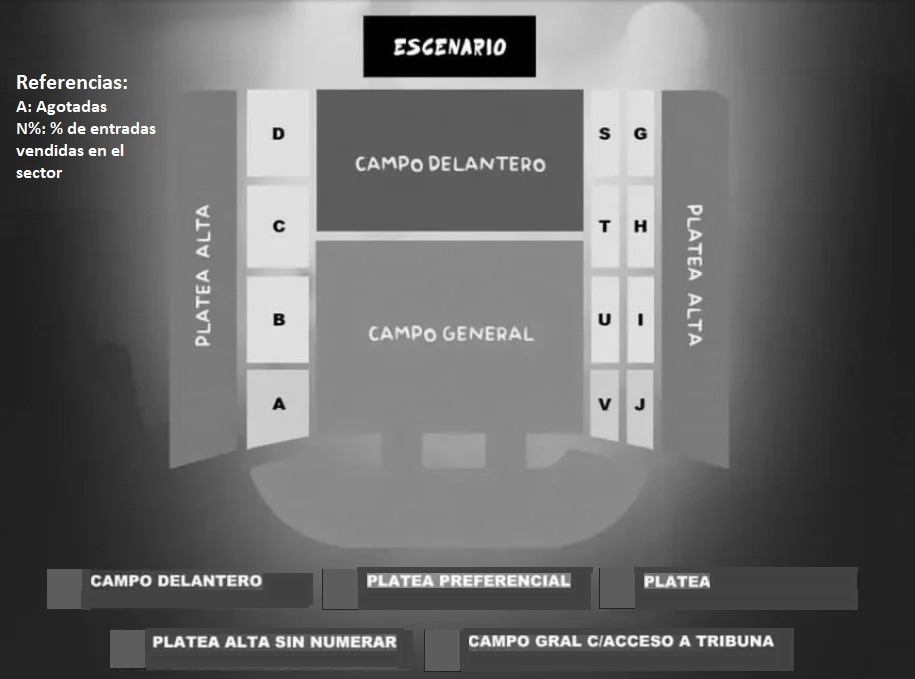 ESCENARIO
Referencias:
A: Agotadas
N%: % de entradas
vendidas en el
sector
D
CAMPO DELANTERO
S
G
PLATEA ALTA
C
T
H
PLATEA ALTA
B
CAMPO GENERAL
U
I
A
V
J
CAMPO DELANTERO
PLATEA PREFERENCIAL
PLATEA
PLATEA ALTA SIN NUMERAR
CAMPO GRAL C/ACCESO A TRIBUNA